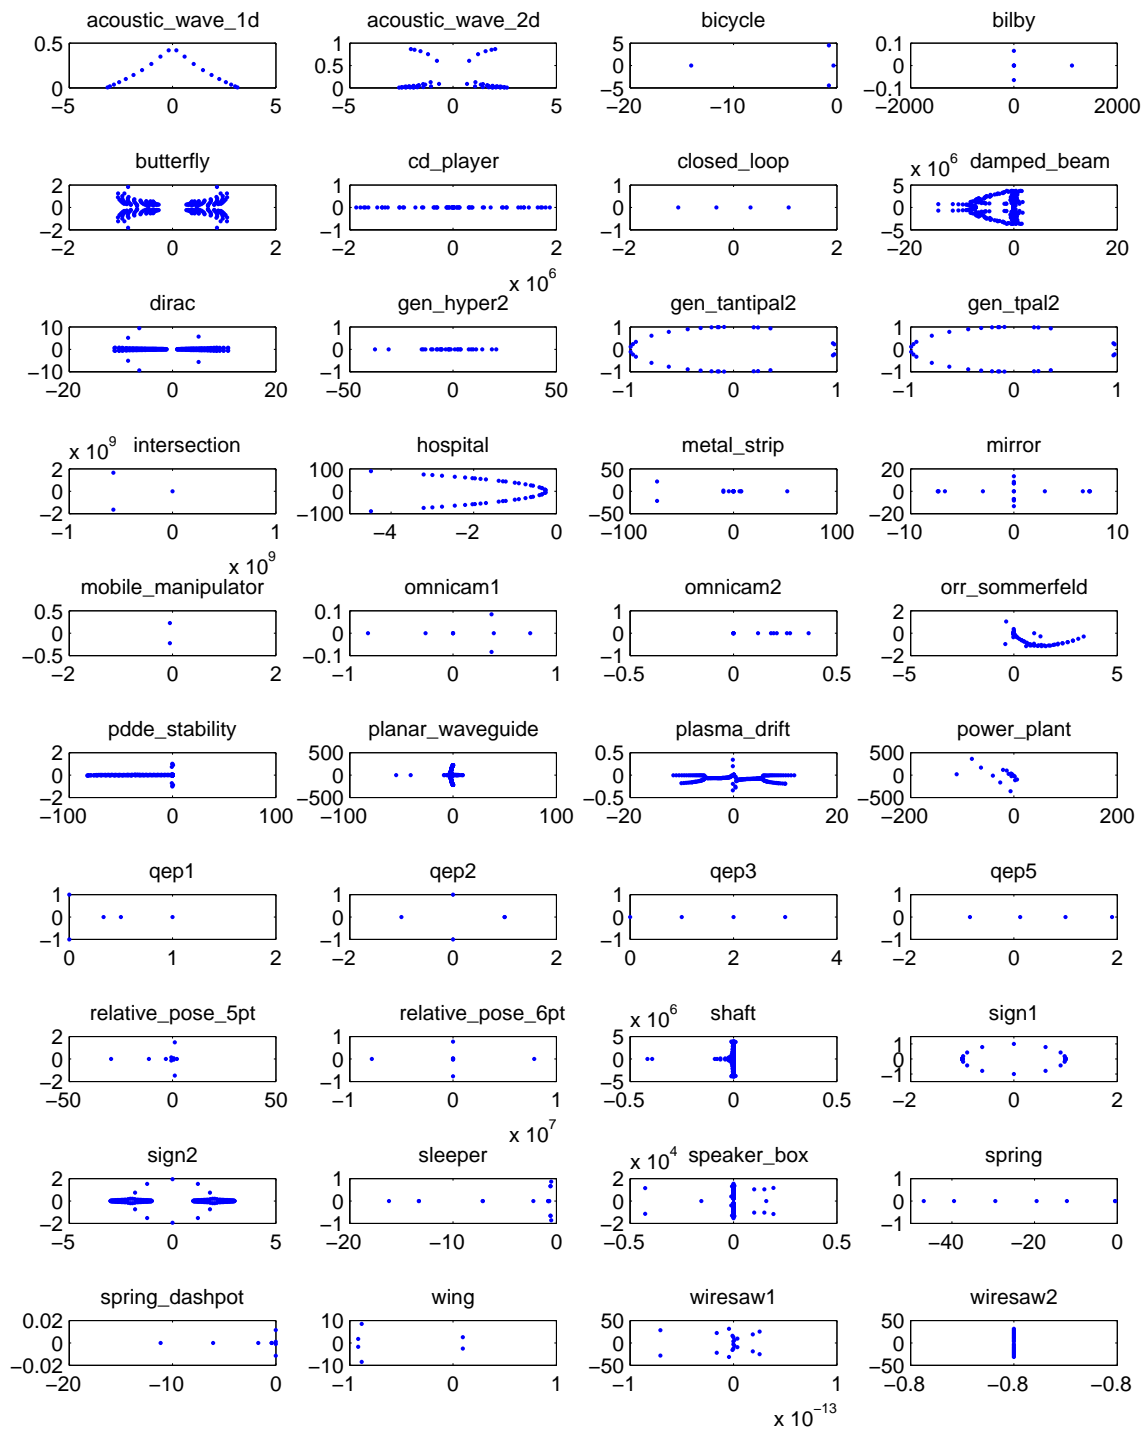 acoustic_wave_1d
0.5
0
−5 0 5
acoustic_wave_2d
1
0.5
0
−5 0 5
bicycle
5
0
−5
−20 −10 0
bilby
0.1
0
−0.1
−2000 0 2000
butterfly
2
0
−2
−2 0 2
cd_player
1
0
−1
−2 0 2
x 10^6
closed_loop
1
0
−1
−2 0 2
x 10^6 damped_beam
5
0
−5
−20 0 20
dirac
10
0
−10
−20 0 20
gen_hyper2
1
0
−1
−50 0 50
gen_tantipal2
1
0
−1
−1 0 1
gen_tpal2
1
0
−1
−1 0 1
x 10^9 intersection
2
0
−2
−1 0 1
x 10^9
hospital
100
0
−100
−4 −2 0
metal_strip
50
0
−50
−100 0 100
mirror
20
0
−20
−10 0 10
mobile_manipulator
0.5
0
−0.5
−2 0 2
omnicam1
0.1
0
−0.1
−1 0 1
omnicam2
1
0
−1
−0.5 0 0.5
orr_sommerfeld
2
0
−2
−5 0 5
pdde_stability
2
0
−2
−100 0 100
planar_waveguide
500
0
−500
−100 0 100
plasma_drift
0.5
0
−0.5
−20 0 20
power_plant
500
0
−500
−200 0 200
qep1
1
0
−1
0 1 2
qep2
1
0
−1
−2 0 2
qep3
1
0
−1
0 2 4
qep5
1
0
−1
−2 0 2
relative_pose_5pt
2
0
−2
−50 0 50
relative_pose_6pt
1
0
−1
−1 0 1
x 10^7
x 10^6 shaft
5
0
−5
−0.5 0 0.5
sign1
1
0
−1
−2 0 2
sign2
2
0
−2
−5 0 5
sleeper
1
0
−1
−20 −10 0
x 10^4 speaker_box
2
0
−2
−0.5 0 0.5
spring
1
0
−1
−40 −20 0
spring_dashpot
0.02
0
−0.02
−20 −10 0
wing
10
0
−10
−1 0 1
wiresaw1
50
0
−50
−1 0 1
x 10^−13
wiresaw2
50
0
−50
−0.8 −0.8 −0.8